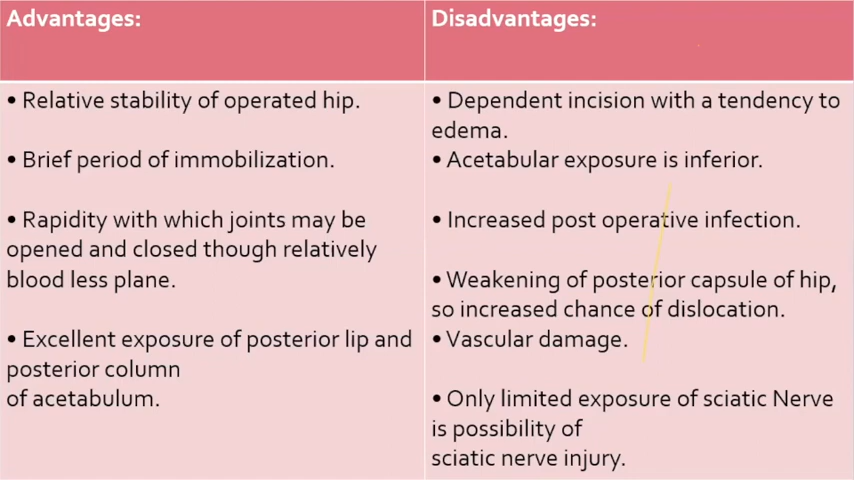 Advantages:
• Relative stability of operated hip.
• Brief period of immobilization.
• Rapidity with which joints may be
opened and closed though relatively
blood less plane.
• Excellent exposure of posterior lip and
posterior column
of acetabulum.
Disadvantages:
• Dependent incision with a tendency to
edema.
• Acetabular exposure is inferior.
• Increased post operative infection.
• Weakening of posterior capsule of hip,
so increased chance of dislocation.
• Vascular damage.
• Only limited exposure of sciatic Nerve
is possibility of
sciatic nerve injury.